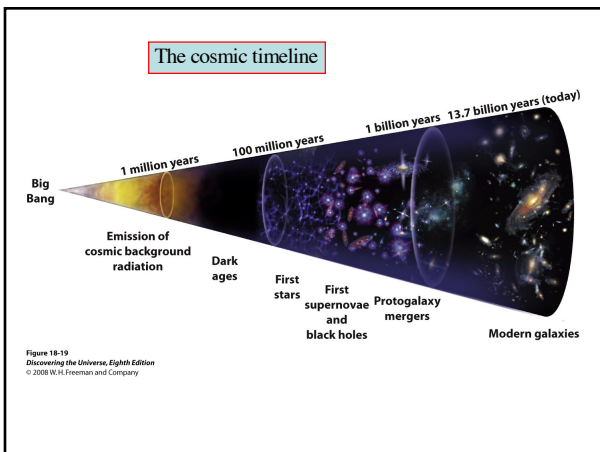 The cosmic timeline
1 million years
100 million years
1 billion years
13.7 billion years (today)
Big
Bang
Emission of
cosmic background
radiation
Dark
ages
First
stars
First
supernovae
and
black holes
Protogalaxy
mergers
Modern galaxies
Figure 18-19
Discovering the Universe, Eighth Edition
© 2008 W. H. Freeman and Company